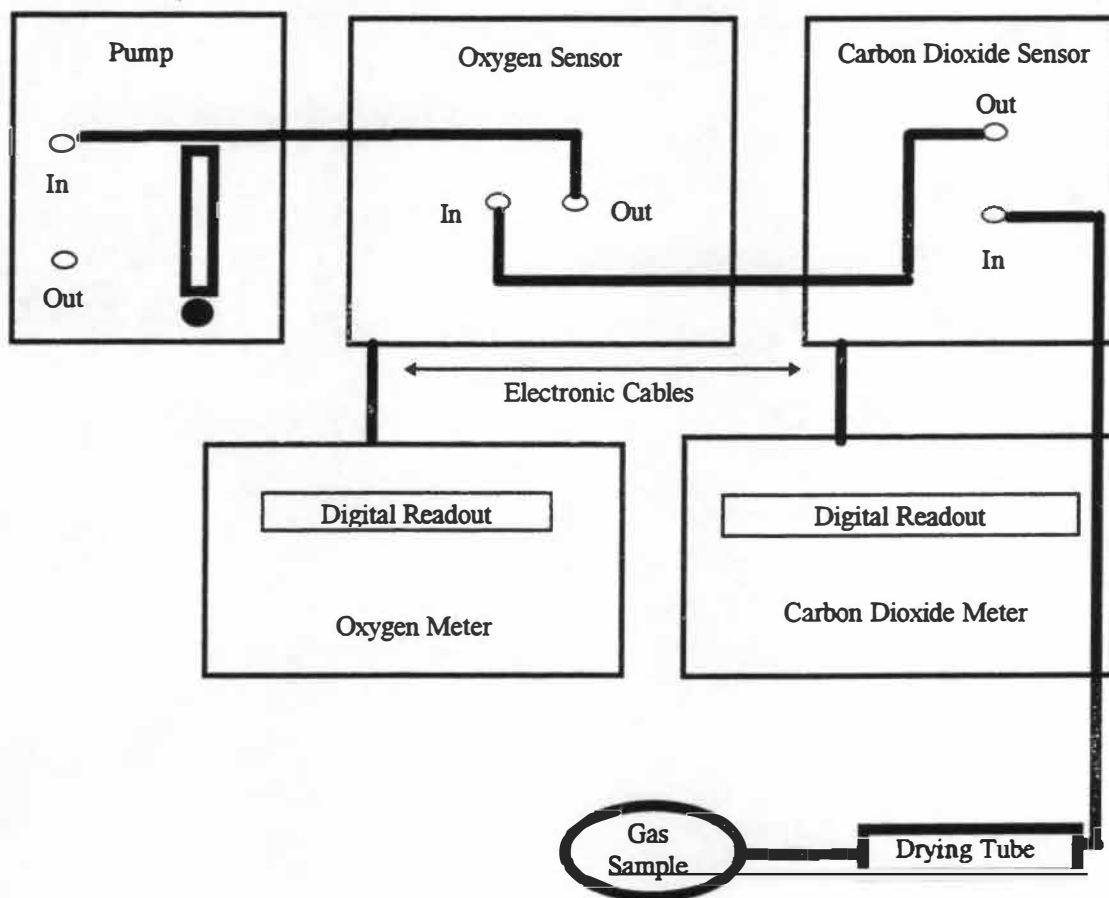 Pump
Oxygen Sensor
Carbon Dioxide Sensor
Out
In
In
Out
In
Out
Electronic Cables
Digital Readout
Digital Readout
Oxygen Meter
Carbon Dioxide Meter
Gas
Sample
Drying Tube